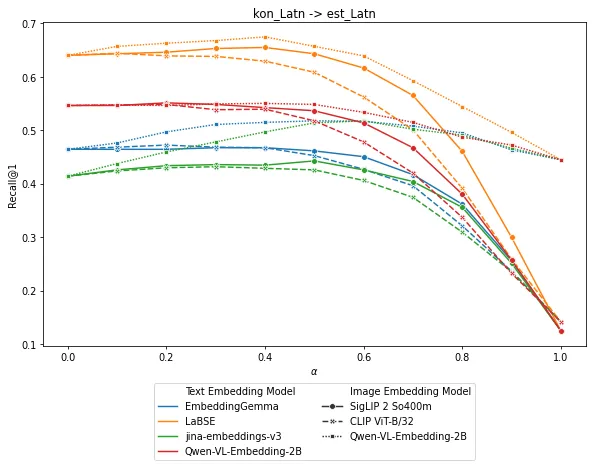 kon_Latn -> est_Latn
0.7
0.6
0.5
0.4
0.3
0.2
0.1
Recall@1
0.0 0.2 0.4 0.6 0.8 1.0
α
Text Embedding Model
EmbeddingGemma
LaBSE
jina-embeddings-v3
Qwen-VL-Embedding-2B
Image Embedding Model
SigLIP 2 So400m
CLIP ViT-B/32
Qwen-VL-Embedding-2B